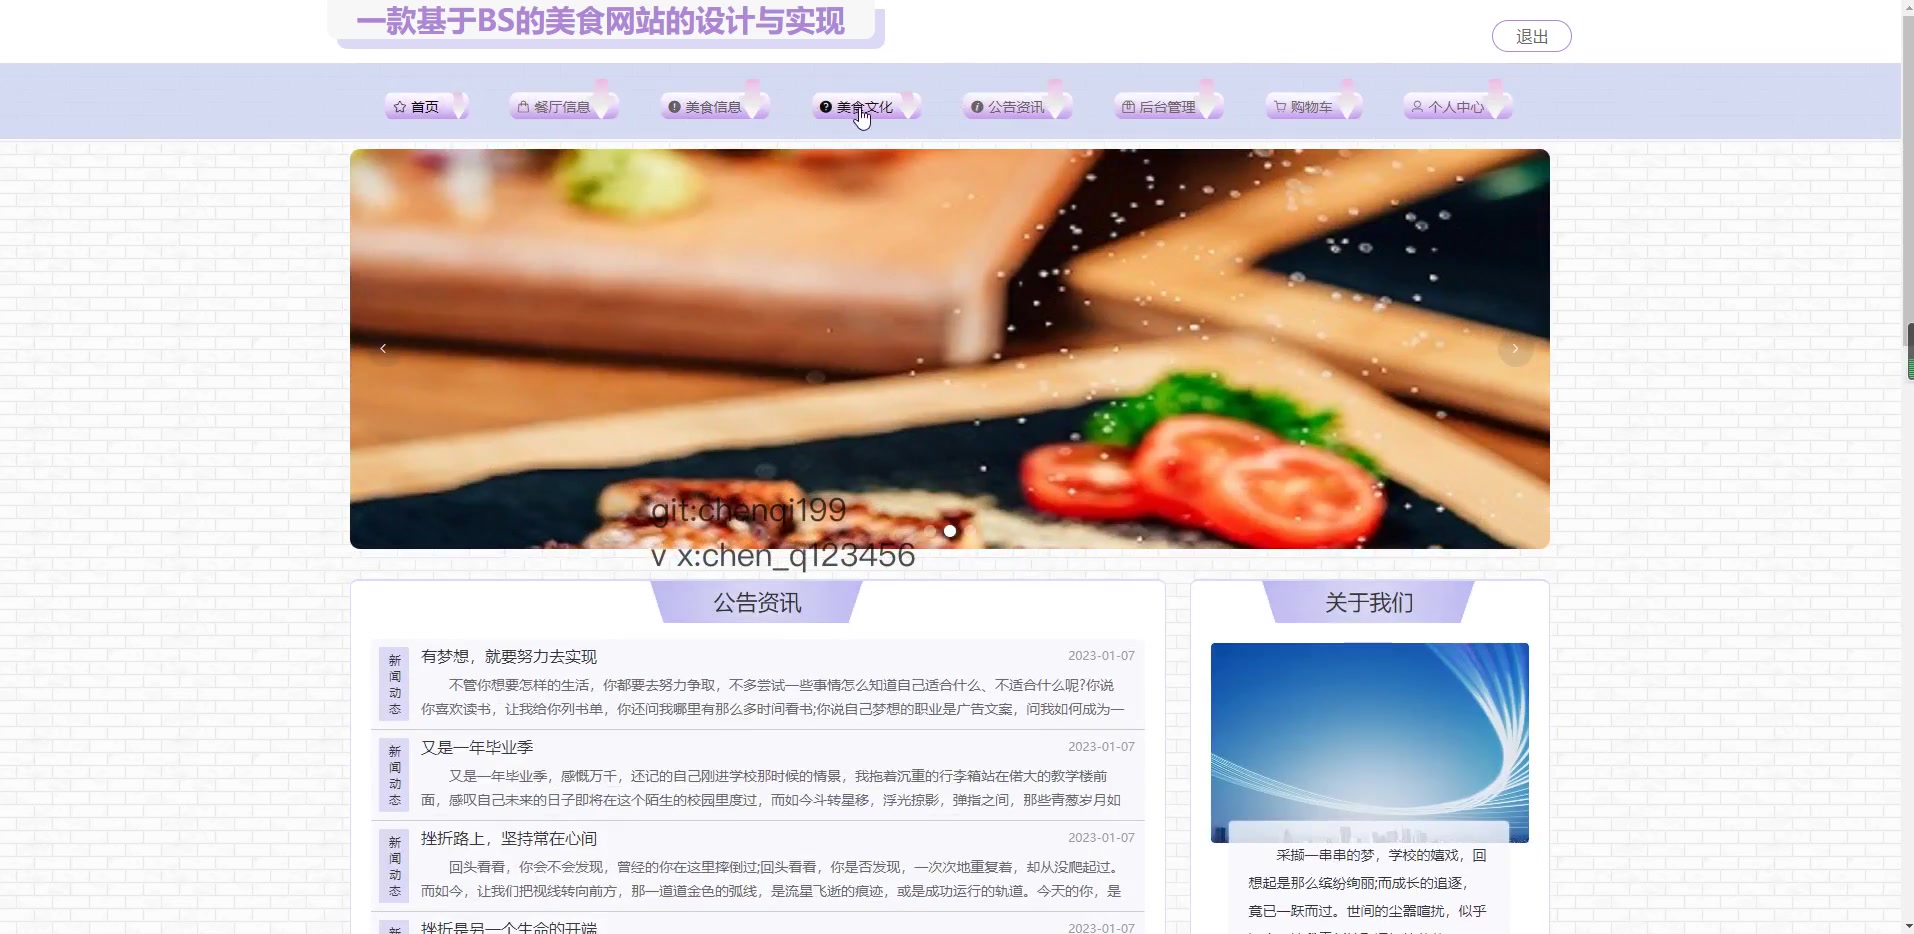 一款基于BS的美食网站的设计与实现
退出
首页
餐厅信息
美食信息
美食文化
公告资讯
后台管理
购物车
个人中心
git:chenqi199
v x:chen_q123456
公告资讯
新闻动态
有梦想，就要努力去实现
2023-01-07
不管你想要怎样的生活，你都要去努力争取，不多尝试一些事情怎么知道自己适合什么、不适合什么呢?你说
你喜欢读书，让我给你列书单，你还问我哪里有那么多时间看书;你说自己梦想的职业是广告文案，问我如何成为一
新闻动态
又是一年毕业季
2023-01-07
又是一年毕业季，感慨万千，还记的自己刚进学校那时候的情景，我拖着沉重的行李箱站在偌大的教学楼前
面，感叹自己未来的日子即将在这个陌生的校园里度过，而如今斗转星移，浮光掠影，弹指之间，那些青葱岁月如
新闻动态
挫折路上，坚持常在心间
2023-01-07
回头看看，你会不会发现，曾经的你在这里摔倒过;回头看看，你是否发现，一次次地重复着，却从没爬起过。
而如今，让我们把视线转向前方，那一道道金色的弧线，是流星飞逝的痕迹，或是成功运行的轨道。今天的你，是
新
挫折是另一个生命的开端
2023-01-07
关于我们
采撷一串串的梦，学校的嬉戏，回
想起是那么缤纷绚丽;而成长的追逐，
竟已一跃而过。世间的尘嚣喧扰，似乎